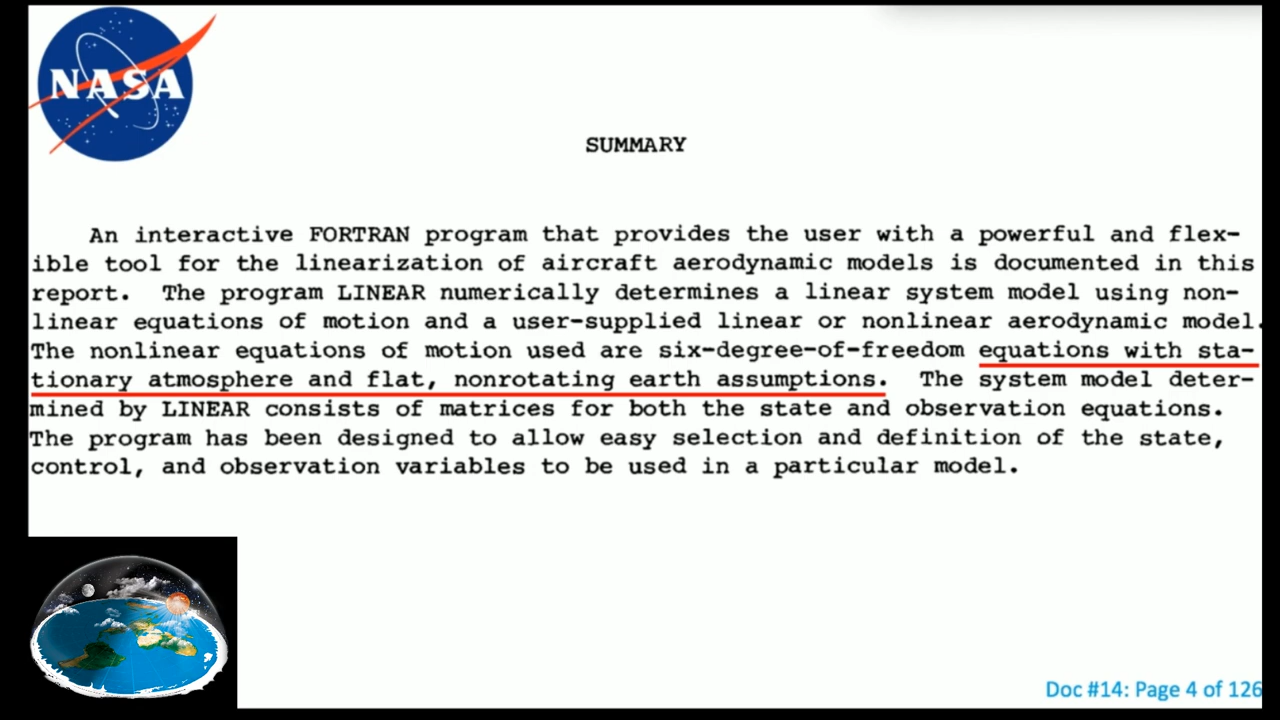 NASA
SUMMARY
An interactive FORTRAN program that provides the user with a powerful and flex-
ible tool for the linearization of aircraft aerodynamic models is documented in this
report. The program LINEAR numerically determines a linear system model using non-
linear equations of motion and a user-supplied linear or nonlinear aerodynamic model.
The nonlinear equations of motion used are six-degree-of-freedom equations with sta-
tionary atmosphere and flat, nonrotating earth assumptions. The system model deter-
mined by LINEAR consists of matrices for both the state and observation equations.
The program has been designed to allow easy selection and definition of the state,
control, and observation variables to be used in a particular model.
Doc #14: Page 4 of 126